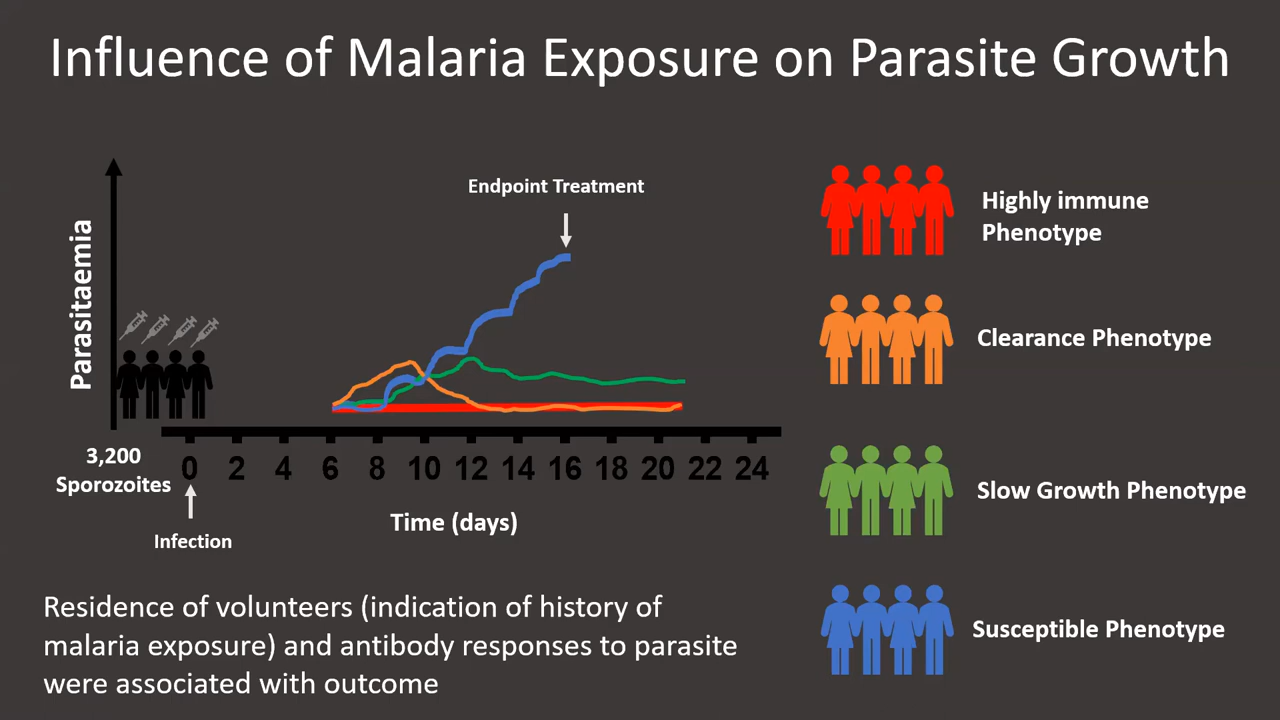 Influence of Malaria Exposure on Parasite Growth
Endpoint Treatment
Parasitaemia
3,200
Sporozoites
0 2 4 6 8 10 12 14 16 18 20 22 24
Time (days)
Infection
Highly immune
Phenotype
Clearance Phenotype
Slow Growth Phenotype
Susceptible Phenotype
Residence of volunteers (indication of history of
malaria exposure) and antibody responses to parasite
were associated with outcome